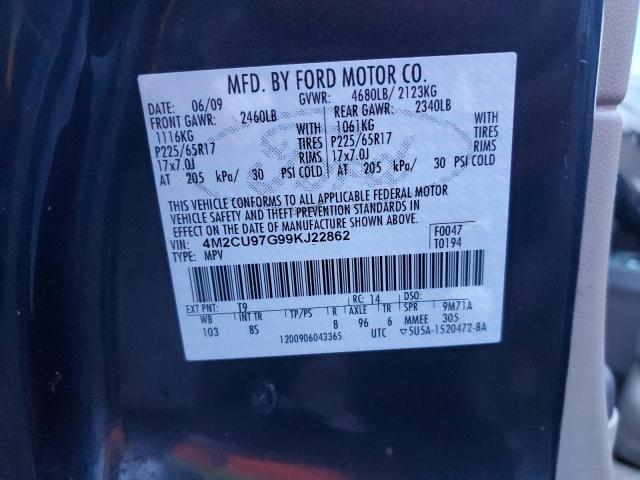 MFD. BY FORD MOTOR CO.
DATE: 06/09 GVWR: 4680LB/ 2123KG
FRONT GAWR: 2460LB REAR GAWR: 2340LB
1116KG WITH 1061KG WITH
P225/65R17 TIRES P225/65R17 TIRES
17x7.0J RIMS 17x7.0J RIMS
AT 205 kPa/ 30 PSI COLD AT 205 kPa/ 30 PSI COLD
THIS VEHICLE CONFORMS TO ALL APPLICABLE FEDERAL MOTOR
VEHICLE SAFETY AND THEFT PREVENTION STANDARDS IN
EFFECT ON THE DATE OF MANUFACTURE SHOWN ABOVE.
VIN: 4M2CU97G99KJ22862 F0047
TYPE: MPV T0194
EXT PNT: T9 RC: 14 DSO:
WB INT TR TP/PS R AXLE TR SPR 9M71A
103 8S 8 96 6 MMEE 305
1200906043365 UTC ▽5U5A-1520472-BA